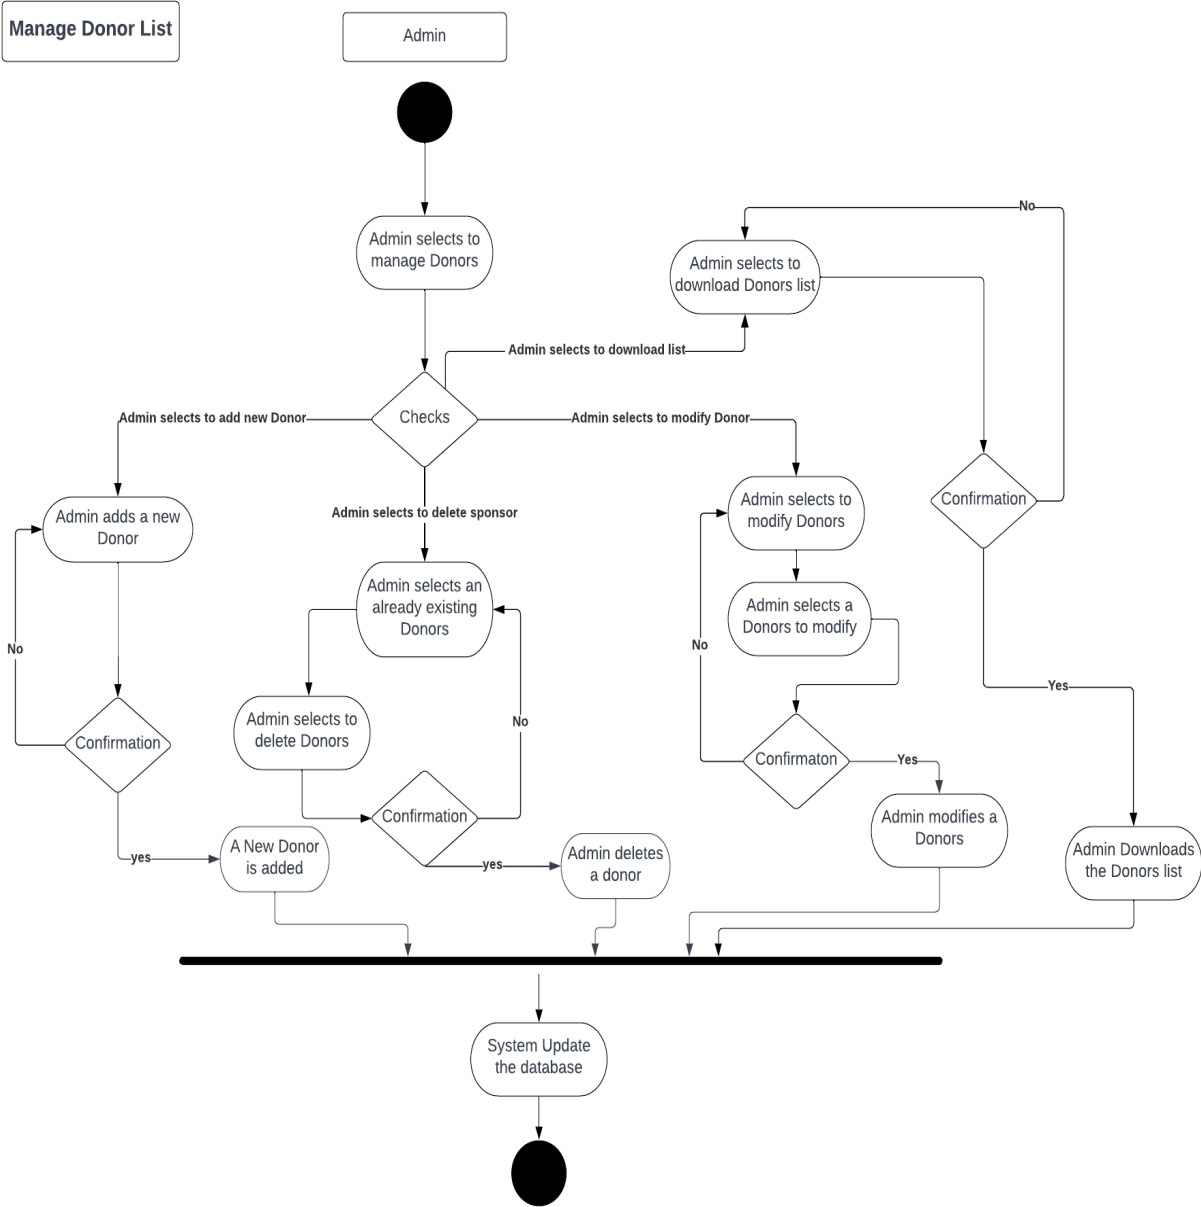 Manage Donor List
Admin
Admin selects to
manage Donors
No
Admin selects to
download Donors list
Admin selects to download list
Checks
Admin selects to add new Donor
Admin selects to modify Donor
Admin selects to delete sponsor
Confirmation
Admin adds a new
Donor
Admin selects to
modify Donors
Admin selects an
already existing
Donors
Admin selects a
Donors to modify
No
No
Yes
Admin selects to
delete Donors
No
Confirmation
Confirmaton
Yes
Confirmation
Admin modifies a
Donors
A New Donor
is added
yes
yes
Admin deletes
a donor
Admin Downloads
the Donors list
System Update
the database